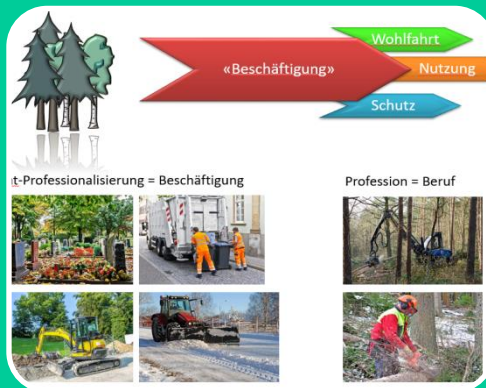 Wohlfahrt
«Beschäftigung»
Nutzung
Schutz
t-Professionalisierung = Beschäftigung
Profession = Beruf